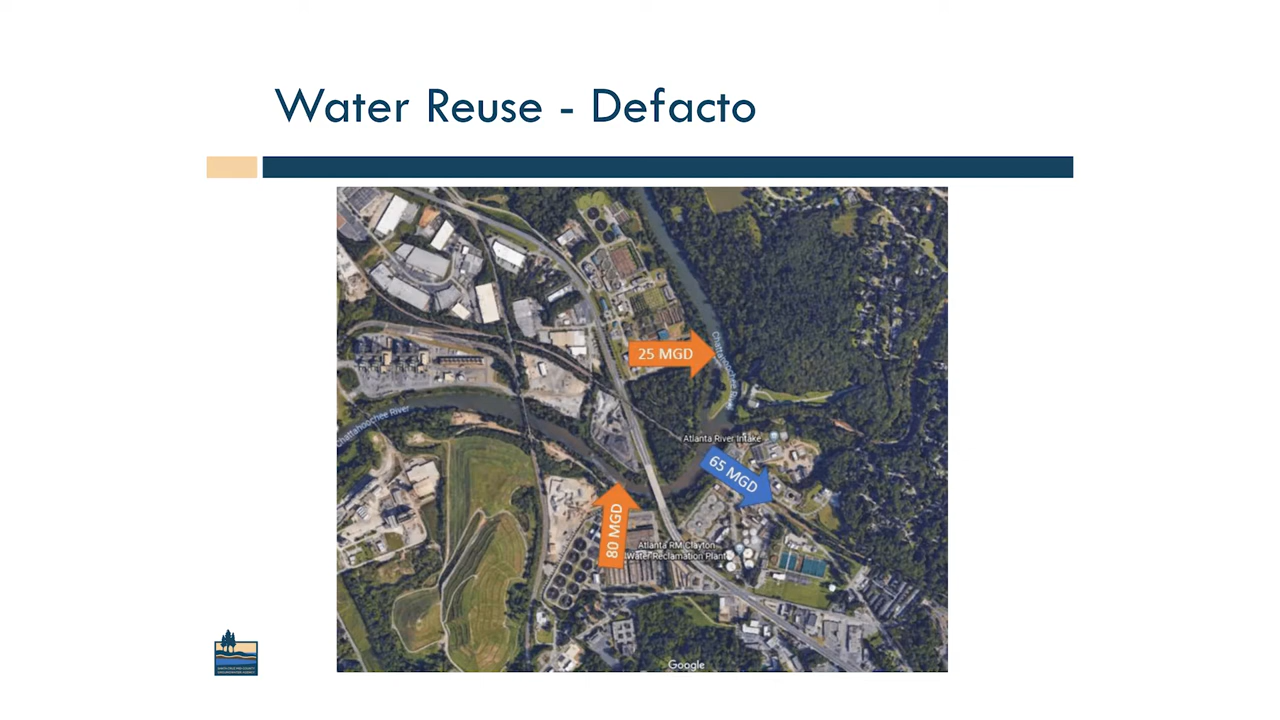 Water Reuse - Defacto
25 MGD
Chattahoochee River
Chattahoochee River
Atlanta River Intake
65 MGD
80 MGD
Atlanta RM Clayton
Water Reclamation Plant
Google